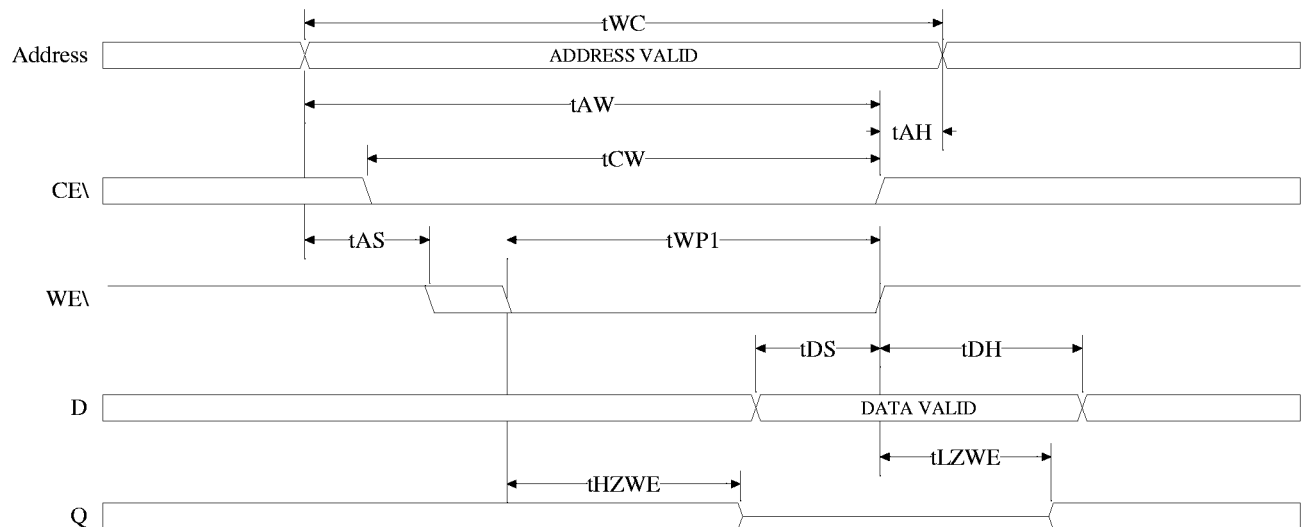 tWC
Address
ADDRESS VALID
tAW
tAH
tCW
CE\
tAS
tWP1
WE\
tDS
tDH
D
DATA VALID
tLZWE
tHZWE
Q